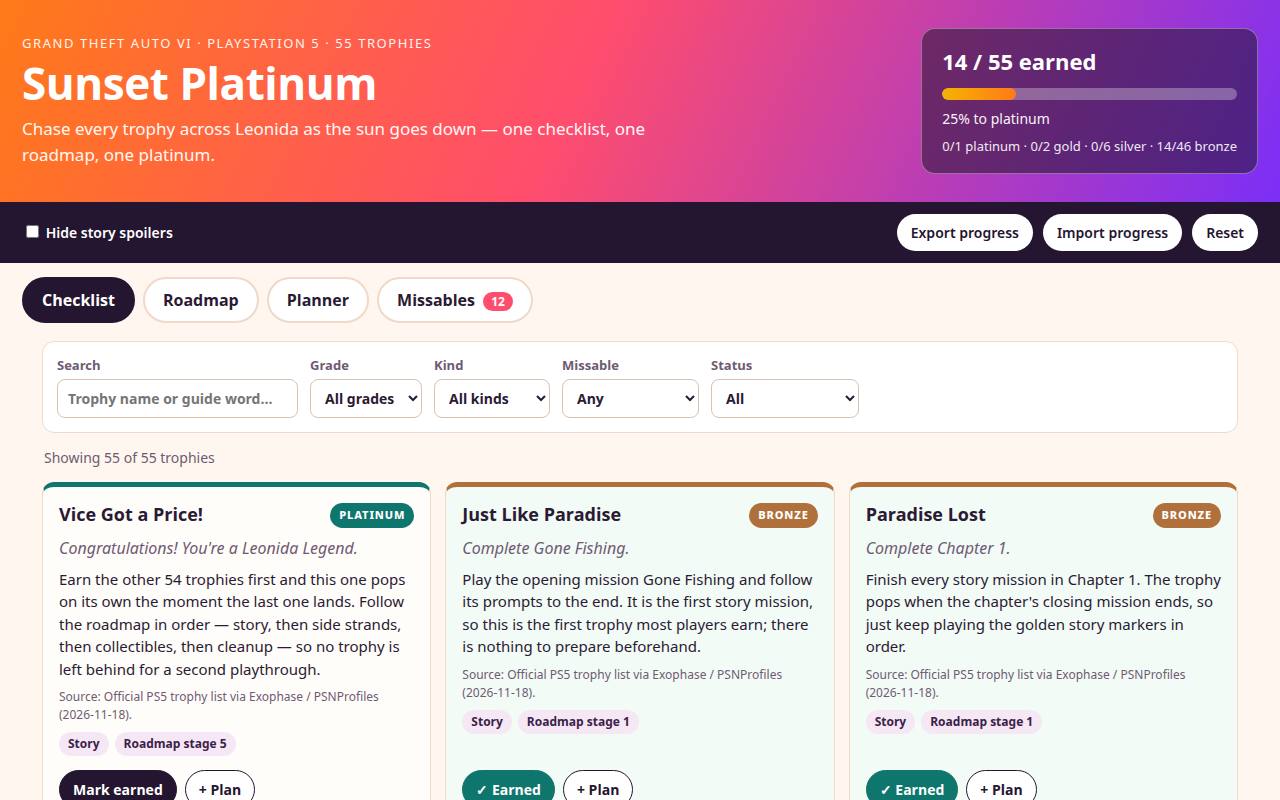 GRAND THEFT AUTO VI · PLAYSTATION 5 · 55 TROPHIES
Sunset Platinum
Chase every trophy across Leonida as the sun goes down — one checklist, one
roadmap, one platinum.
14 / 55 earned
25% to platinum
0/1 platinum · 0/2 gold · 0/6 silver · 14/46 bronze
Hide story spoilers
Export progress
Import progress
Reset
Checklist
Roadmap
Planner
Missables 12
Search
Grade
Kind
Missable
Status
Trophy name or guide word...
All grades
All kinds
Any
All
Showing 55 of 55 trophies
Vice Got a Price!
PLATINUM
Congratulations! You're a Leonida Legend.
Earn the other 54 trophies first and this one pops
on its own the moment the last one lands. Follow
the roadmap in order — story, then side strands,
then collectibles, then cleanup — so no trophy is
left behind for a second playthrough.
Source: Official PS5 trophy list via Exophase / PSNProfiles
(2026-11-18).
Story
Roadmap stage 5
Mark earned
+ Plan
Just Like Paradise
BRONZE
Complete Gone Fishing.
Play the opening mission Gone Fishing and follow
its prompts to the end. It is the first story mission,
so this is the first trophy most players earn; there
is nothing to prepare beforehand.
Source: Official PS5 trophy list via Exophase / PSNProfiles
(2026-11-18).
Story
Roadmap stage 1
✓ Earned
+ Plan
Paradise Lost
BRONZE
Complete Chapter 1.
Finish every story mission in Chapter 1. The trophy
pops when the chapter's closing mission ends, so
just keep playing the golden story markers in
order.
Source: Official PS5 trophy list via Exophase / PSNProfiles
(2026-11-18).
Story
Roadmap stage 1
✓ Earned
+ Plan